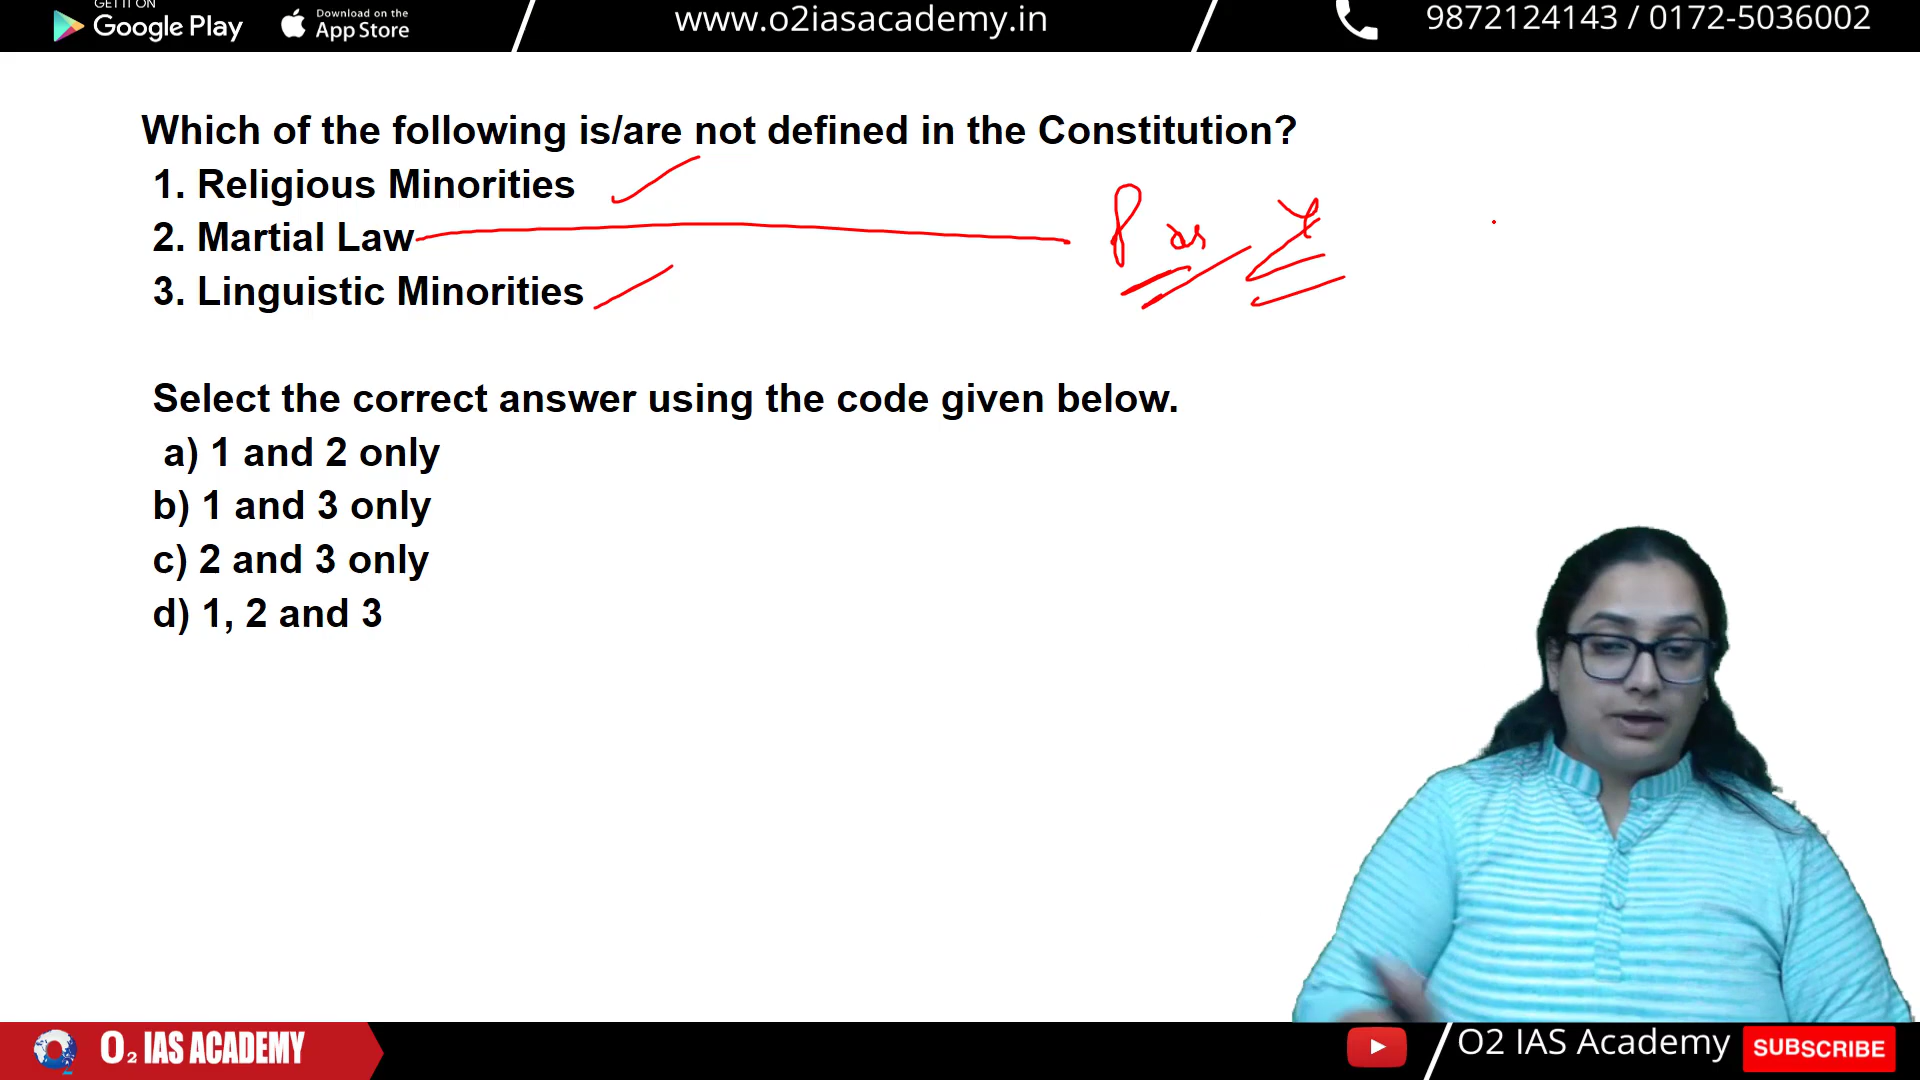 GET IT ON
Google Play
Download on the
App Store
www.o2iasacademy.in
9872124143 / 0172-5036002
Which of the following is/are not defined in the Constitution?
1. Religious Minorities
2. Martial Law
3. Linguistic Minorities
Select the correct answer using the code given below.
a) 1 and 2 only
b) 1 and 3 only
c) 2 and 3 only
d) 1, 2 and 3
O2 IAS ACADEMY
O2 IAS Academy
SUBSCRIBE